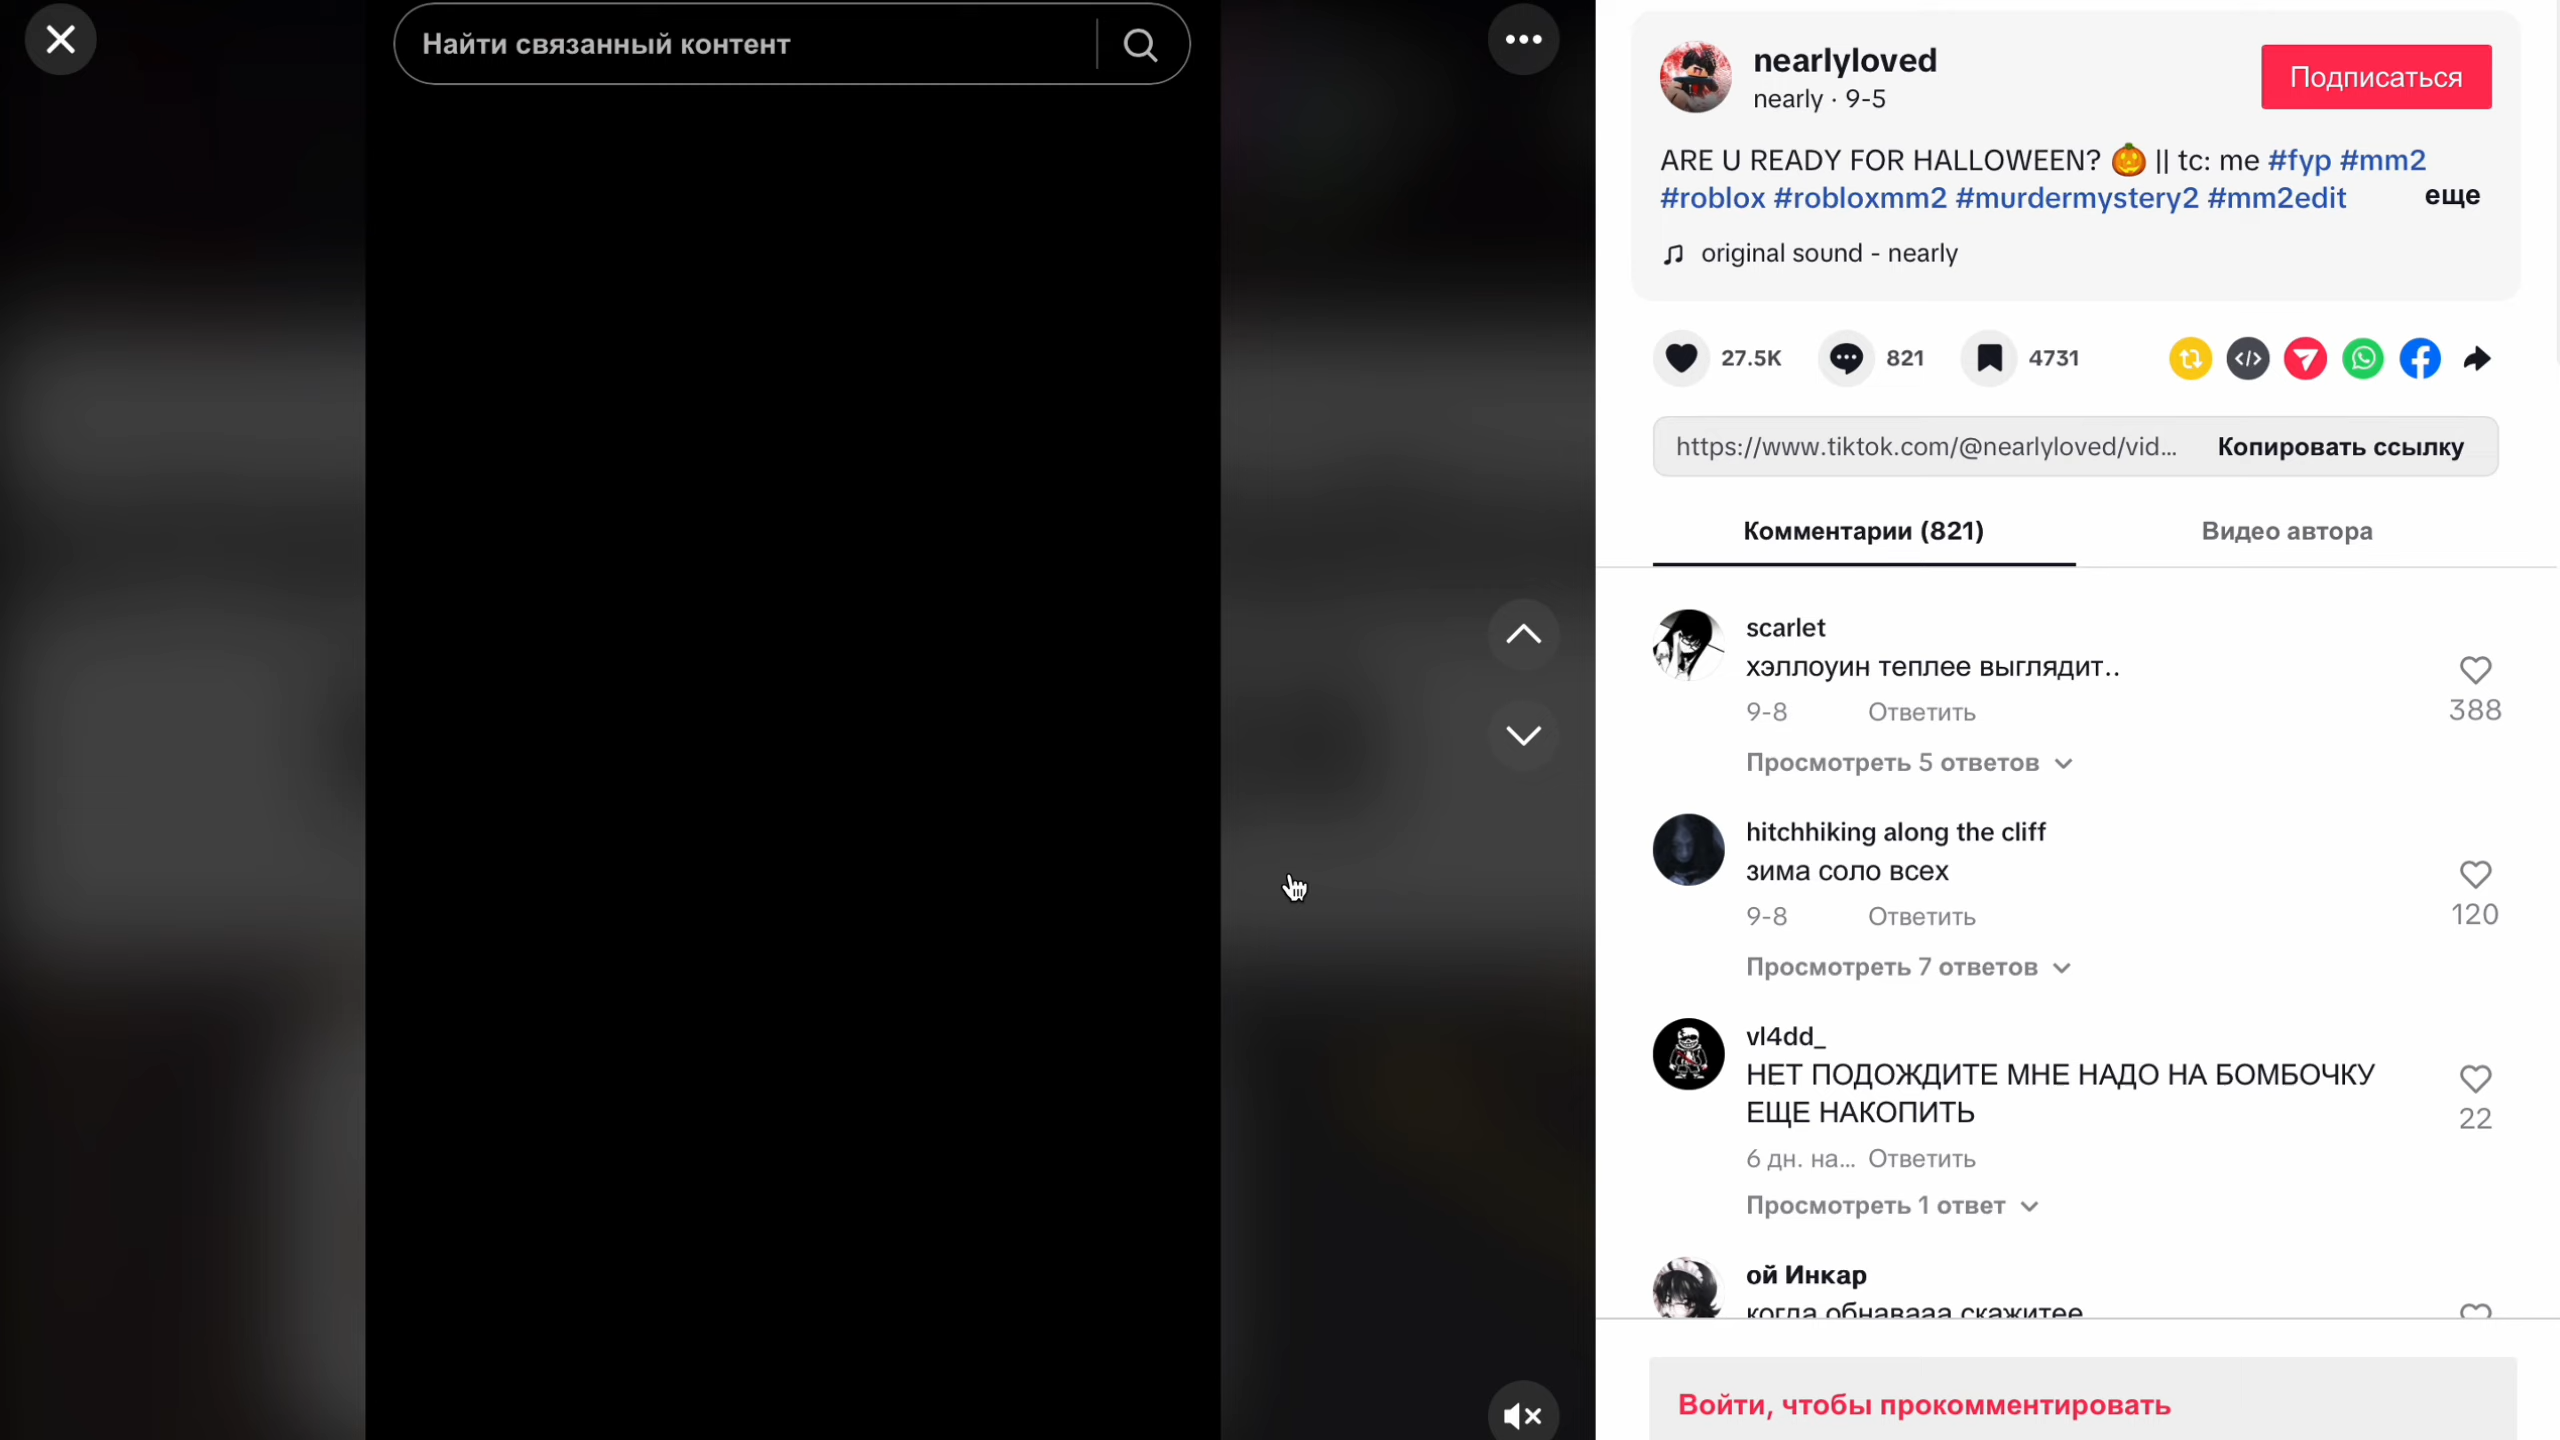 Найти связанный контент
nearlyloved
nearly · 9-5
Подписаться
ARE U READY FOR HALLOWEEN? 🎃 || tc: me #fyp #mm2
#roblox #robloxmm2 #murdermystery2 #mm2edit еще
original sound - nearly
27.5K 821 4731
https://www.tiktok.com/@nearlyloved/vid... Копировать ссылку
Комментарии (821) Видео автора
scarlet
хэллоуин теплее выглядит..
9-8 Ответить
388
Просмотреть 5 ответов
hitchhiking along the cliff
зима соло всех
9-8 Ответить
120
Просмотреть 7 ответов
vl4dd_
НЕТ ПОДОЖДИТЕ МНЕ НАДО НА БОМБОЧКУ
ЕЩЕ НАКОПИТЬ
22
6 дн. на... Ответить
Просмотреть 1 ответ
ой Инкар
когда обнавааа скажитее
Войти, чтобы прокомментировать